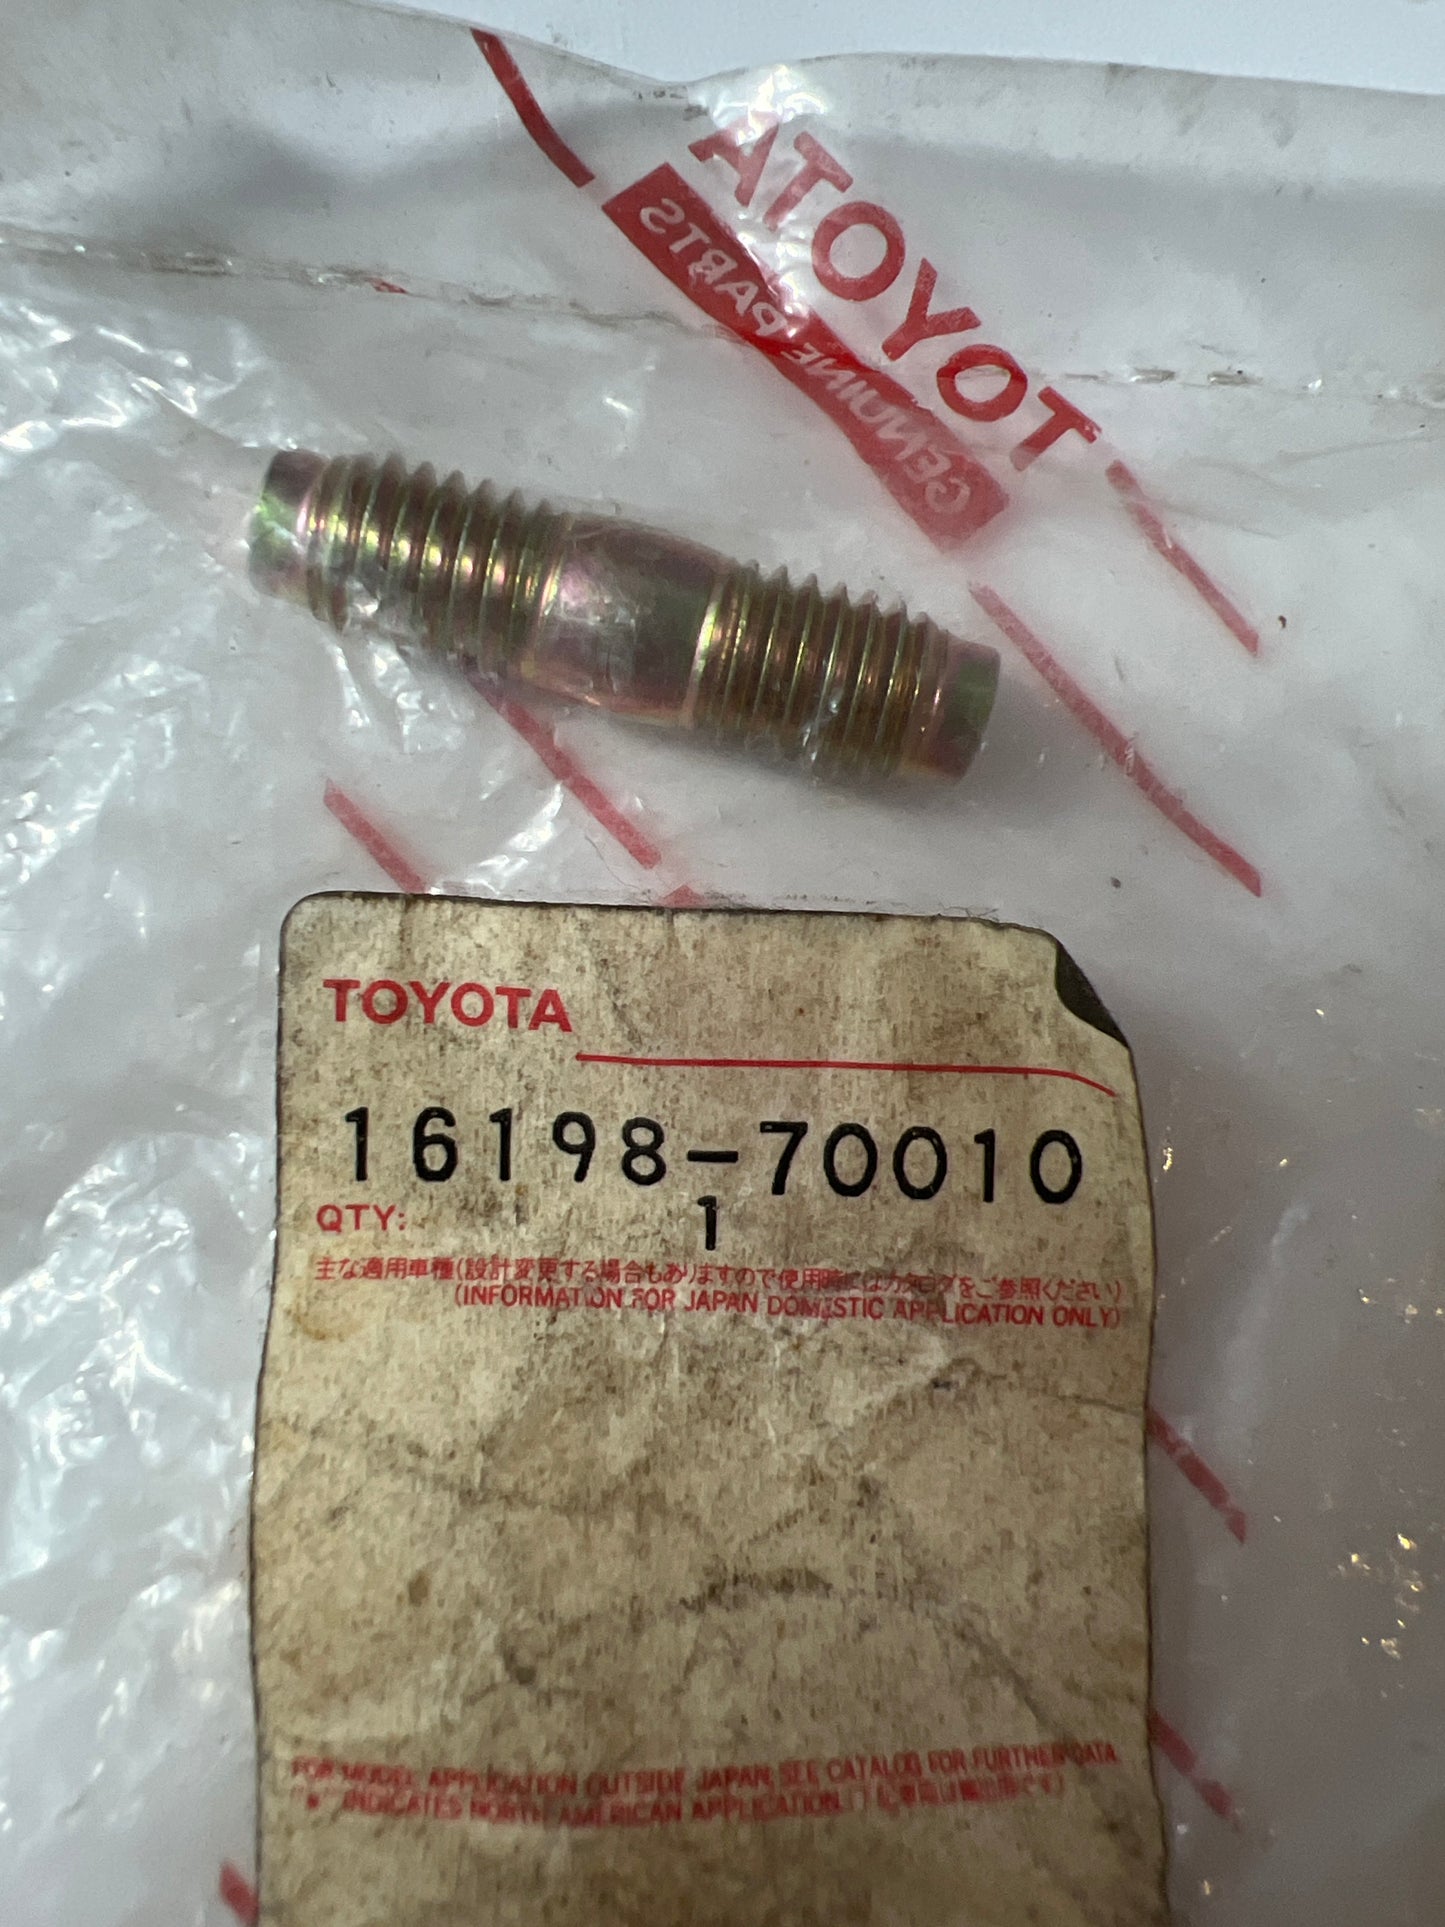 TOYOTA
GENUINE PARTS
TOYOTA
16198-70010
QTY: 1
主な適用車種(設計変更する場合もありますので使用時にはカタログをご参照ください)
(INFORMATION FOR JAPAN DOMESTIC APPLICATION ONLY)
FOR MODEL APPLICATION OUTSIDE JAPAN, SEE CATALOG FOR FURTHER DATA.
"*" INDICATES NORTH AMERICAN APPLICATION.